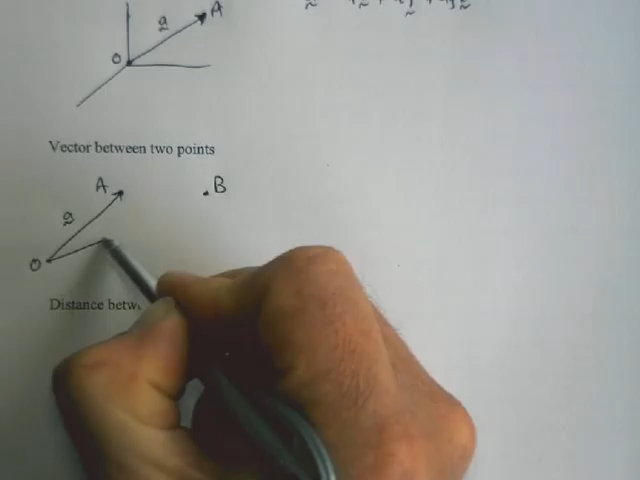 a A
O
Vector between two points
A .B
a
O
Distance betw